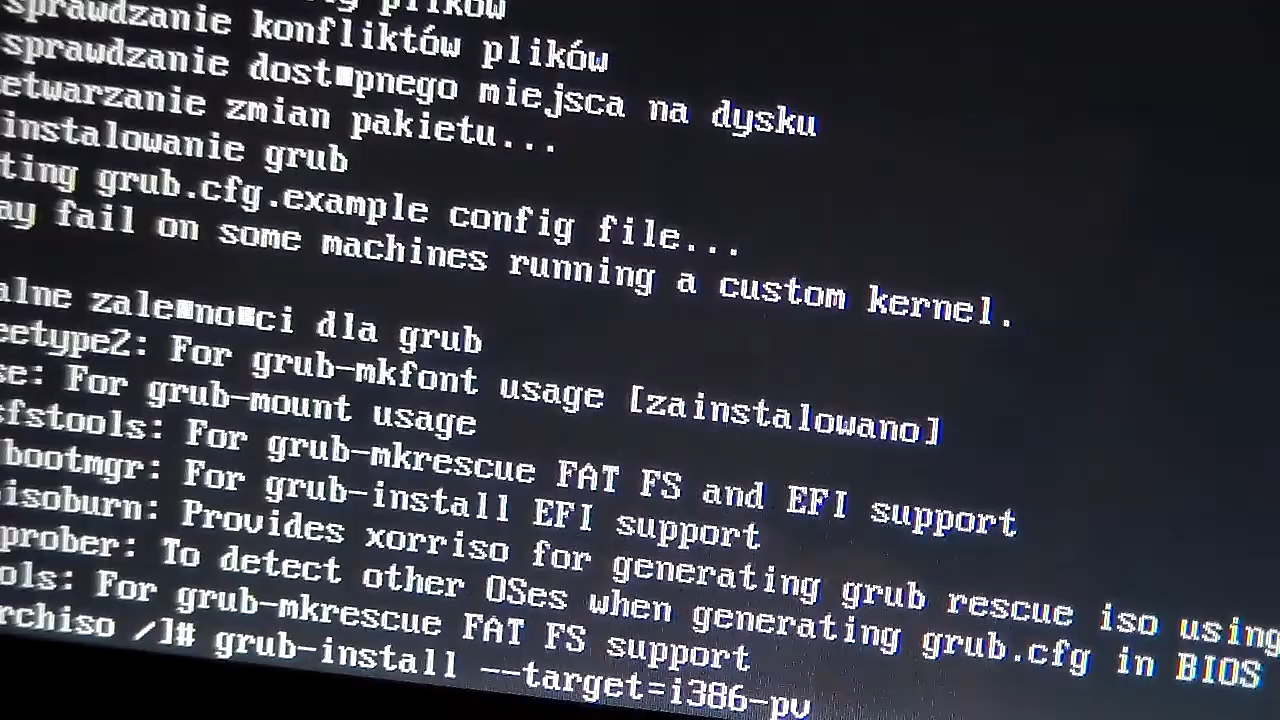 plików
sprawdzanie konfliktów plików
sprawdzanie dost■pnego miejsca na dysku
etwarzanie zmian pakietu...
instalowanie grub
ting grub.cfg.example config file...
ay fail on some machines running a custom kernel.
alne zale■no■ci dla grub
eetype2: For grub-mkfont usage [zainstalowano]
se: For grub-mount usage
sfstools: For grub-mkrescue FAT FS and EFI support
bootmgr: For grub-install EFI support
isoburn: Provides xorriso for generating grub rescue iso using
prober: To detect other OSes when generating grub.cfg in BIOS
ols: For grub-mkrescue FAT FS support
rchiso /]# grub-install --target=i386-pv